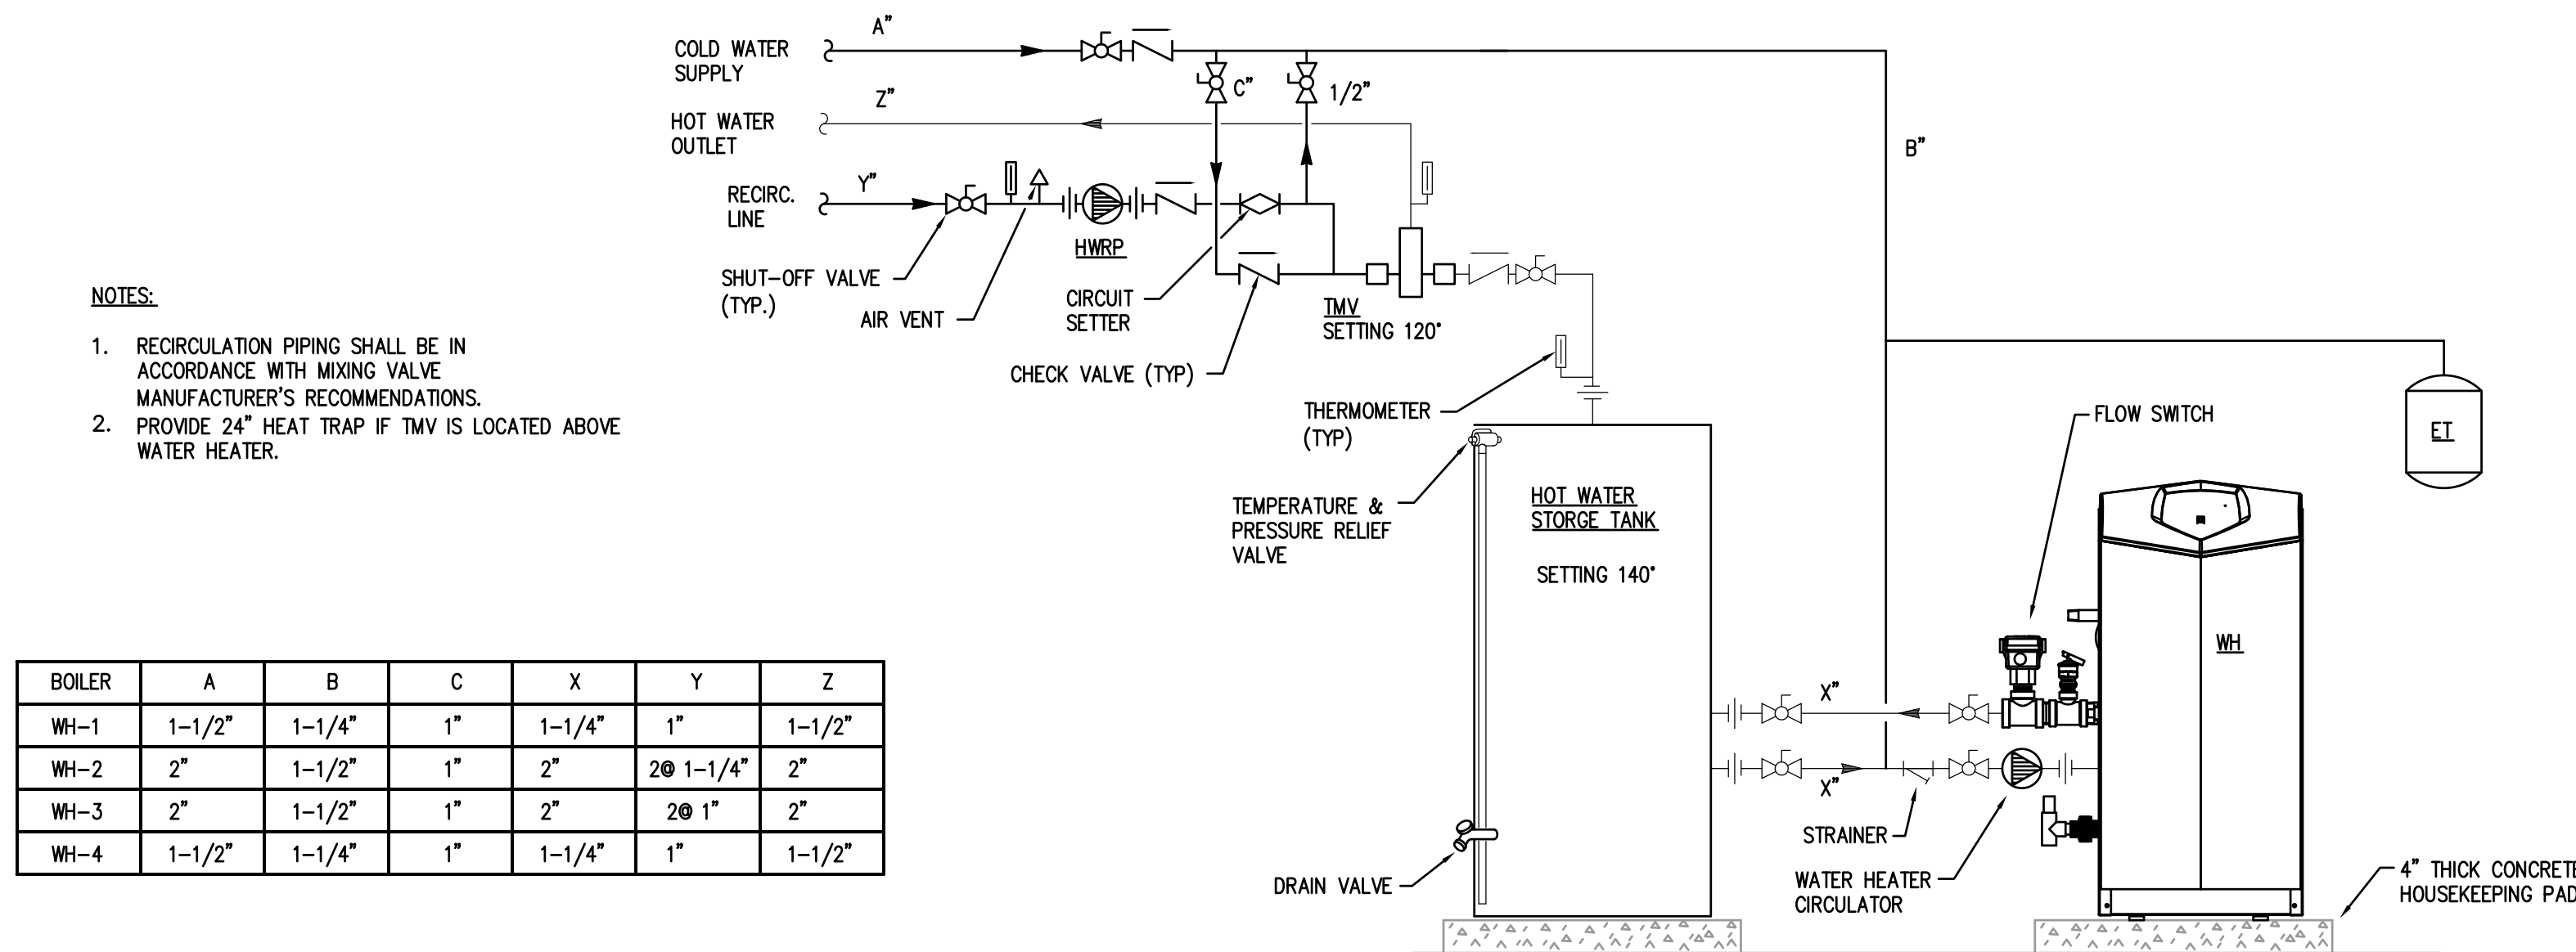 A”
COLD WATER
SUPPLY
Z”
C”
1/2”
HOT WATER
OUTLET
B”
Y”
RECIRC.
LINE
HWRP
SHUT-OFF VALVE
(TYP.)
AIR VENT
CIRCUIT
SETTER
TMV
SETTING 120°
CHECK VALVE (TYP)
NOTES:
1. RECIRCULATION PIPING SHALL BE IN
ACCORDANCE WITH MIXING VALVE
MANUFACTURER'S RECOMMENDATIONS.
2. PROVIDE 24” HEAT TRAP IF TMV IS LOCATED ABOVE
WATER HEATER.
THERMOMETER
(TYP)
FLOW SWITCH
ET
TEMPERATURE &
PRESSURE RELIEF
VALVE
HOT WATER
STORGE TANK
SETTING 140°
WH
X”
X”
STRAINER
WATER HEATER
CIRCULATOR
DRAIN VALVE
4” THICK CONCRETE
HOUSEKEEPING PAD
BOILER A B C X Y Z
WH-1 1-1/2” 1-1/4” 1” 1-1/4” 1” 1-1/2”
WH-2 2” 1-1/2” 1” 2” 2@ 1-1/4” 2”
WH-3 2” 1-1/2” 1” 2” 2@ 1” 2”
WH-4 1-1/2” 1-1/4” 1” 1-1/4” 1” 1-1/2”